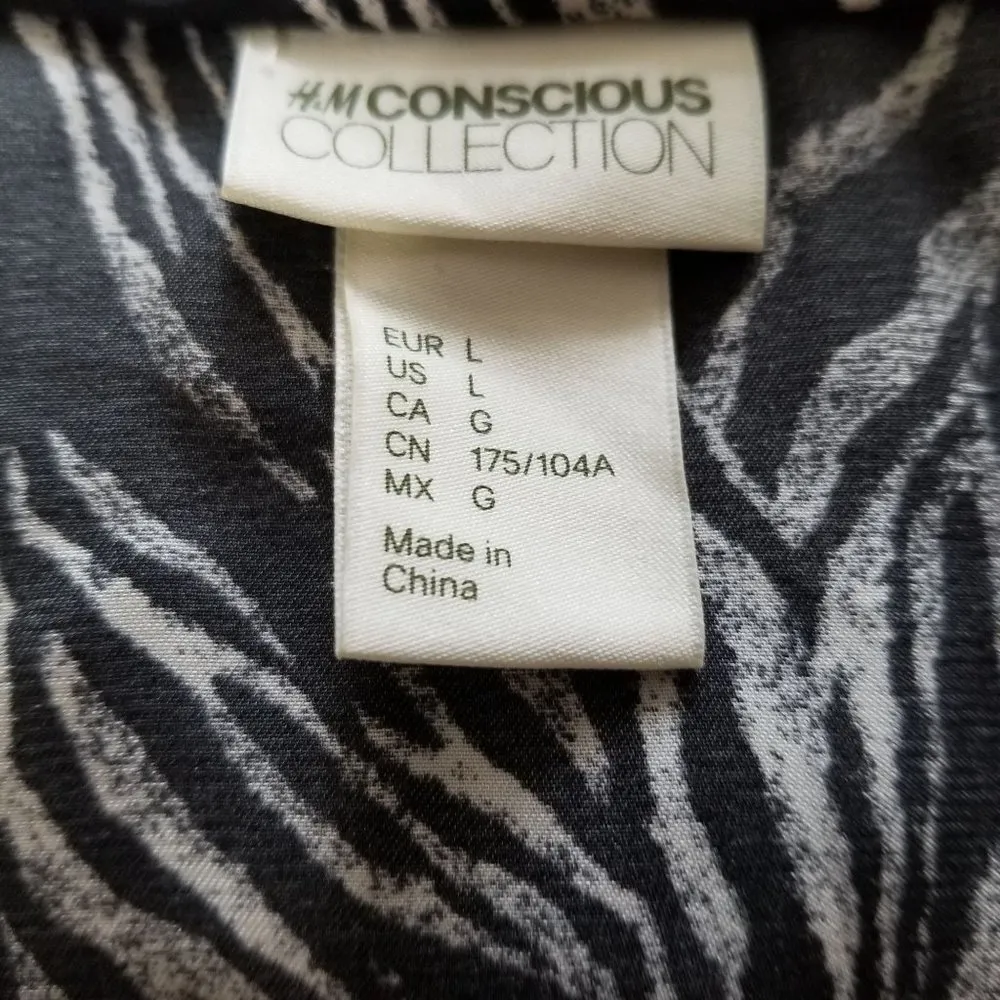 H&M CONSCIOUS
COLLECTION
EUR L
US L
CA G
CN 175/104A
MX G
Made in
China